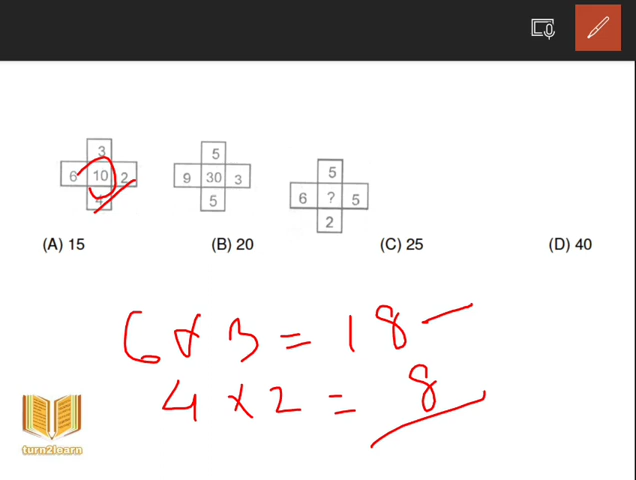 3 5
6 10 2 9 30 3 5
4 5 6 ? 5
2
(A) 15 (B) 20 (C) 25 (D) 40
6 × 3 = 18 –
4 × 2 = 8
turn2learn